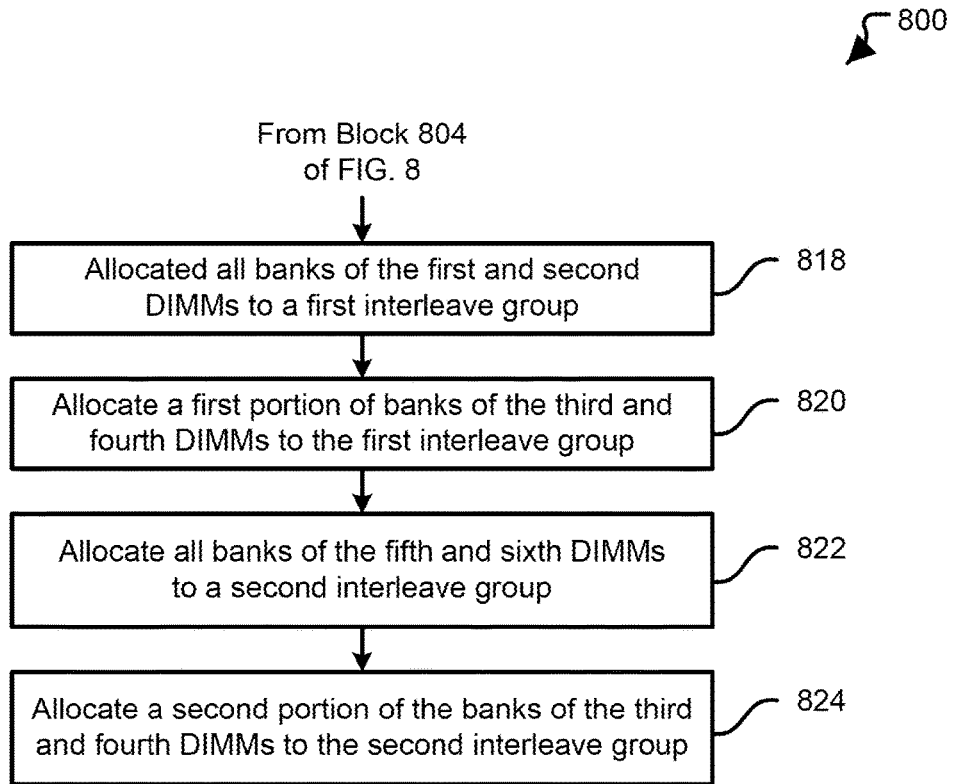 800
From Block 804
of FIG. 8
Allocated all banks of the first and second
DIMMs to a first interleave group
818
Allocate a first portion of banks of the third and
fourth DIMMs to the first interleave group
820
Allocate all banks of the fifth and sixth DIMMs
to a second interleave group
822
Allocate a second portion of the banks of the third
and fourth DIMMs to the second interleave group
824